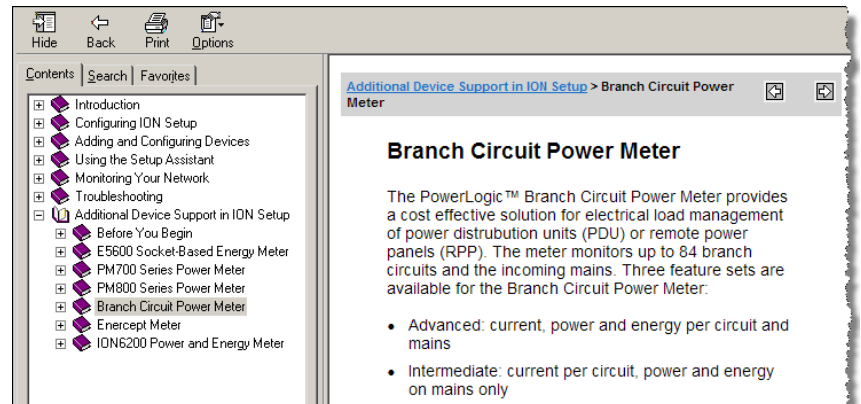 Hide Back Print Options
Contents Search Favorites
Introduction
Configuring ION Setup
Adding and Configuring Devices
Using the Setup Assistant
Monitoring Your Network
Troubleshooting
Additional Device Support in ION Setup
Before You Begin
E5600 Socket-Based Energy Meter
PM700 Series Power Meter
PM800 Series Power Meter
Branch Circuit Power Meter
Enercept Meter
ION6200 Power and Energy Meter
Additional Device Support in ION Setup > Branch Circuit Power
Meter
Branch Circuit Power Meter
The PowerLogic™ Branch Circuit Power Meter provides
a cost effective solution for electrical load management
of power distrubution units (PDU) or remote power
panels (RPP). The meter monitors up to 84 branch
circuits and the incoming mains. Three feature sets are
available for the Branch Circuit Power Meter:
• Advanced: current, power and energy per circuit and
mains
• Intermediate: current per circuit, power and energy
on mains only